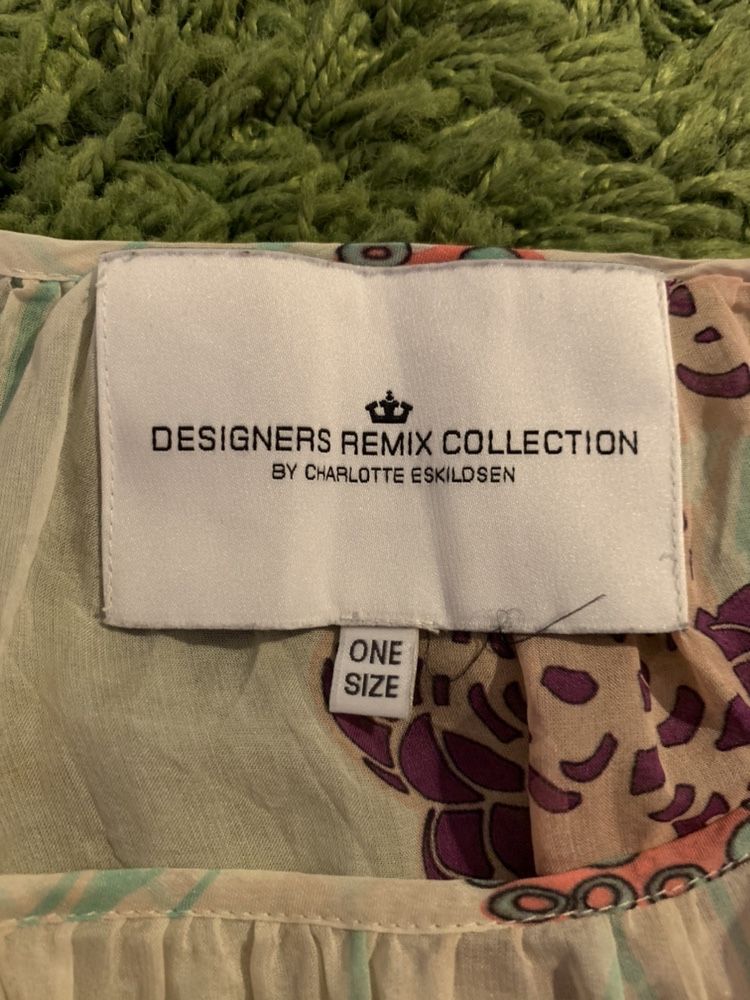 DESIGNERS REMIX COLLECTION
BY CHARLOTTE ESKILDSEN
ONE
SIZE